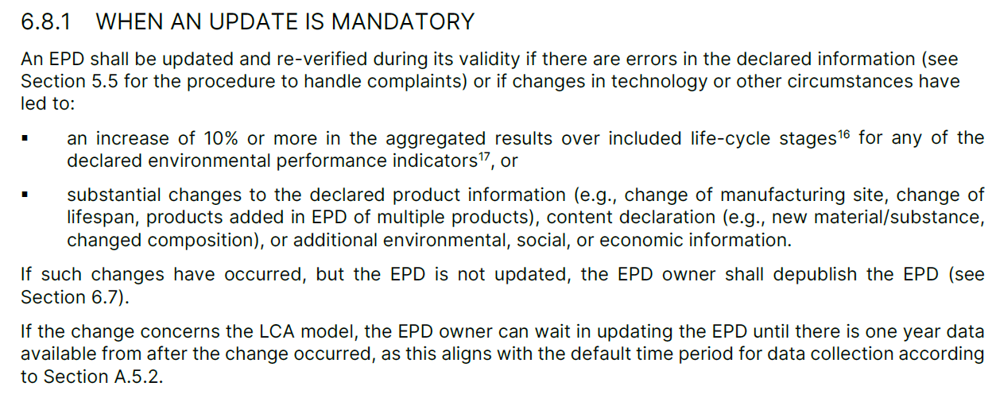 6.8.1 WHEN AN UPDATE IS MANDATORY
An EPD shall be updated and re-verified during its validity if there are errors in the declared information (see
Section 5.5 for the procedure to handle complaints) or if changes in technology or other circumstances have
led to:
▪ an increase of 10% or more in the aggregated results over included life-cycle stages¹⁶ for any of the
declared environmental performance indicators¹⁷, or
▪ substantial changes to the declared product information (e.g., change of manufacturing site, change of
lifespan, products added in EPD of multiple products), content declaration (e.g., new material/substance,
changed composition), or additional environmental, social, or economic information.
If such changes have occurred, but the EPD is not updated, the EPD owner shall depublish the EPD (see
Section 6.7).
If the change concerns the LCA model, the EPD owner can wait in updating the EPD until there is one year data
available from after the change occurred, as this aligns with the default time period for data collection according
to Section A.5.2.